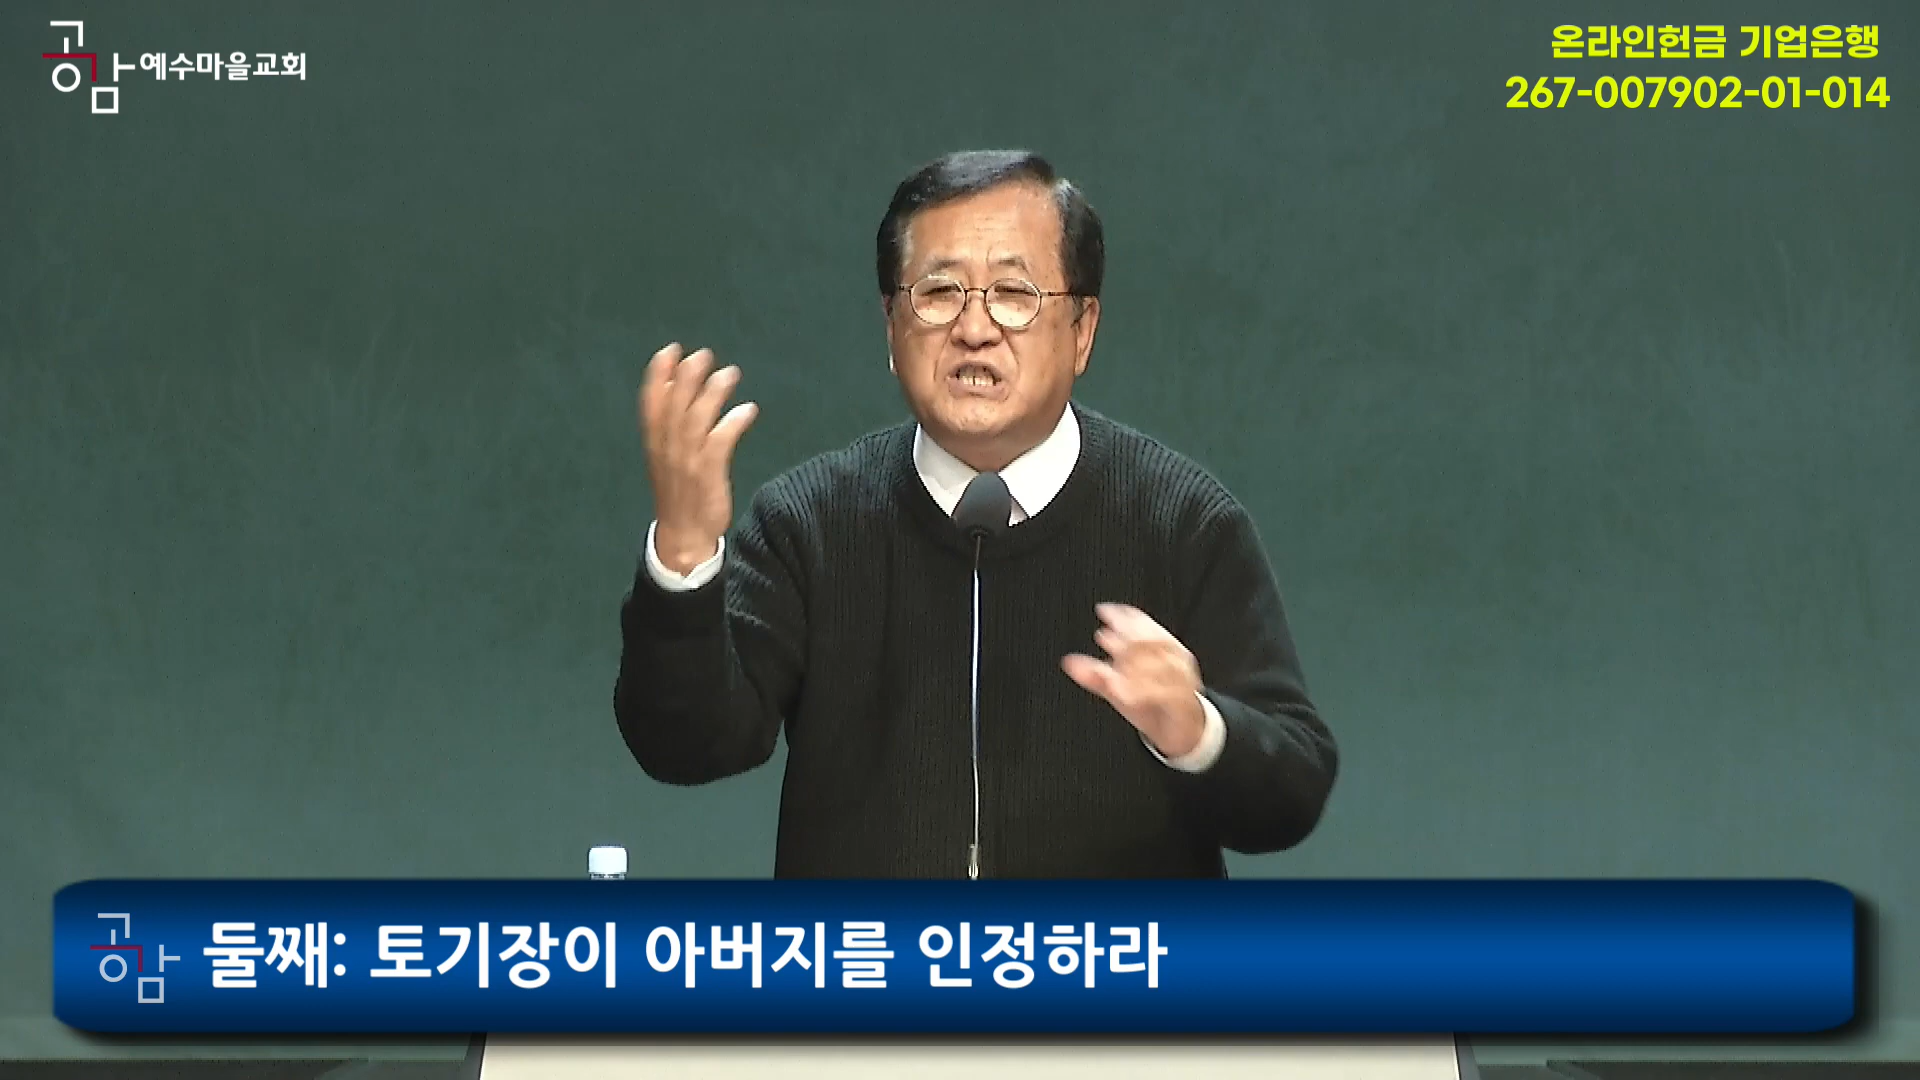 공감 예수마을교회
온라인헌금 기업은행
267-007902-01-014
공감 둘째: 토기장이 아버지를 인정하라